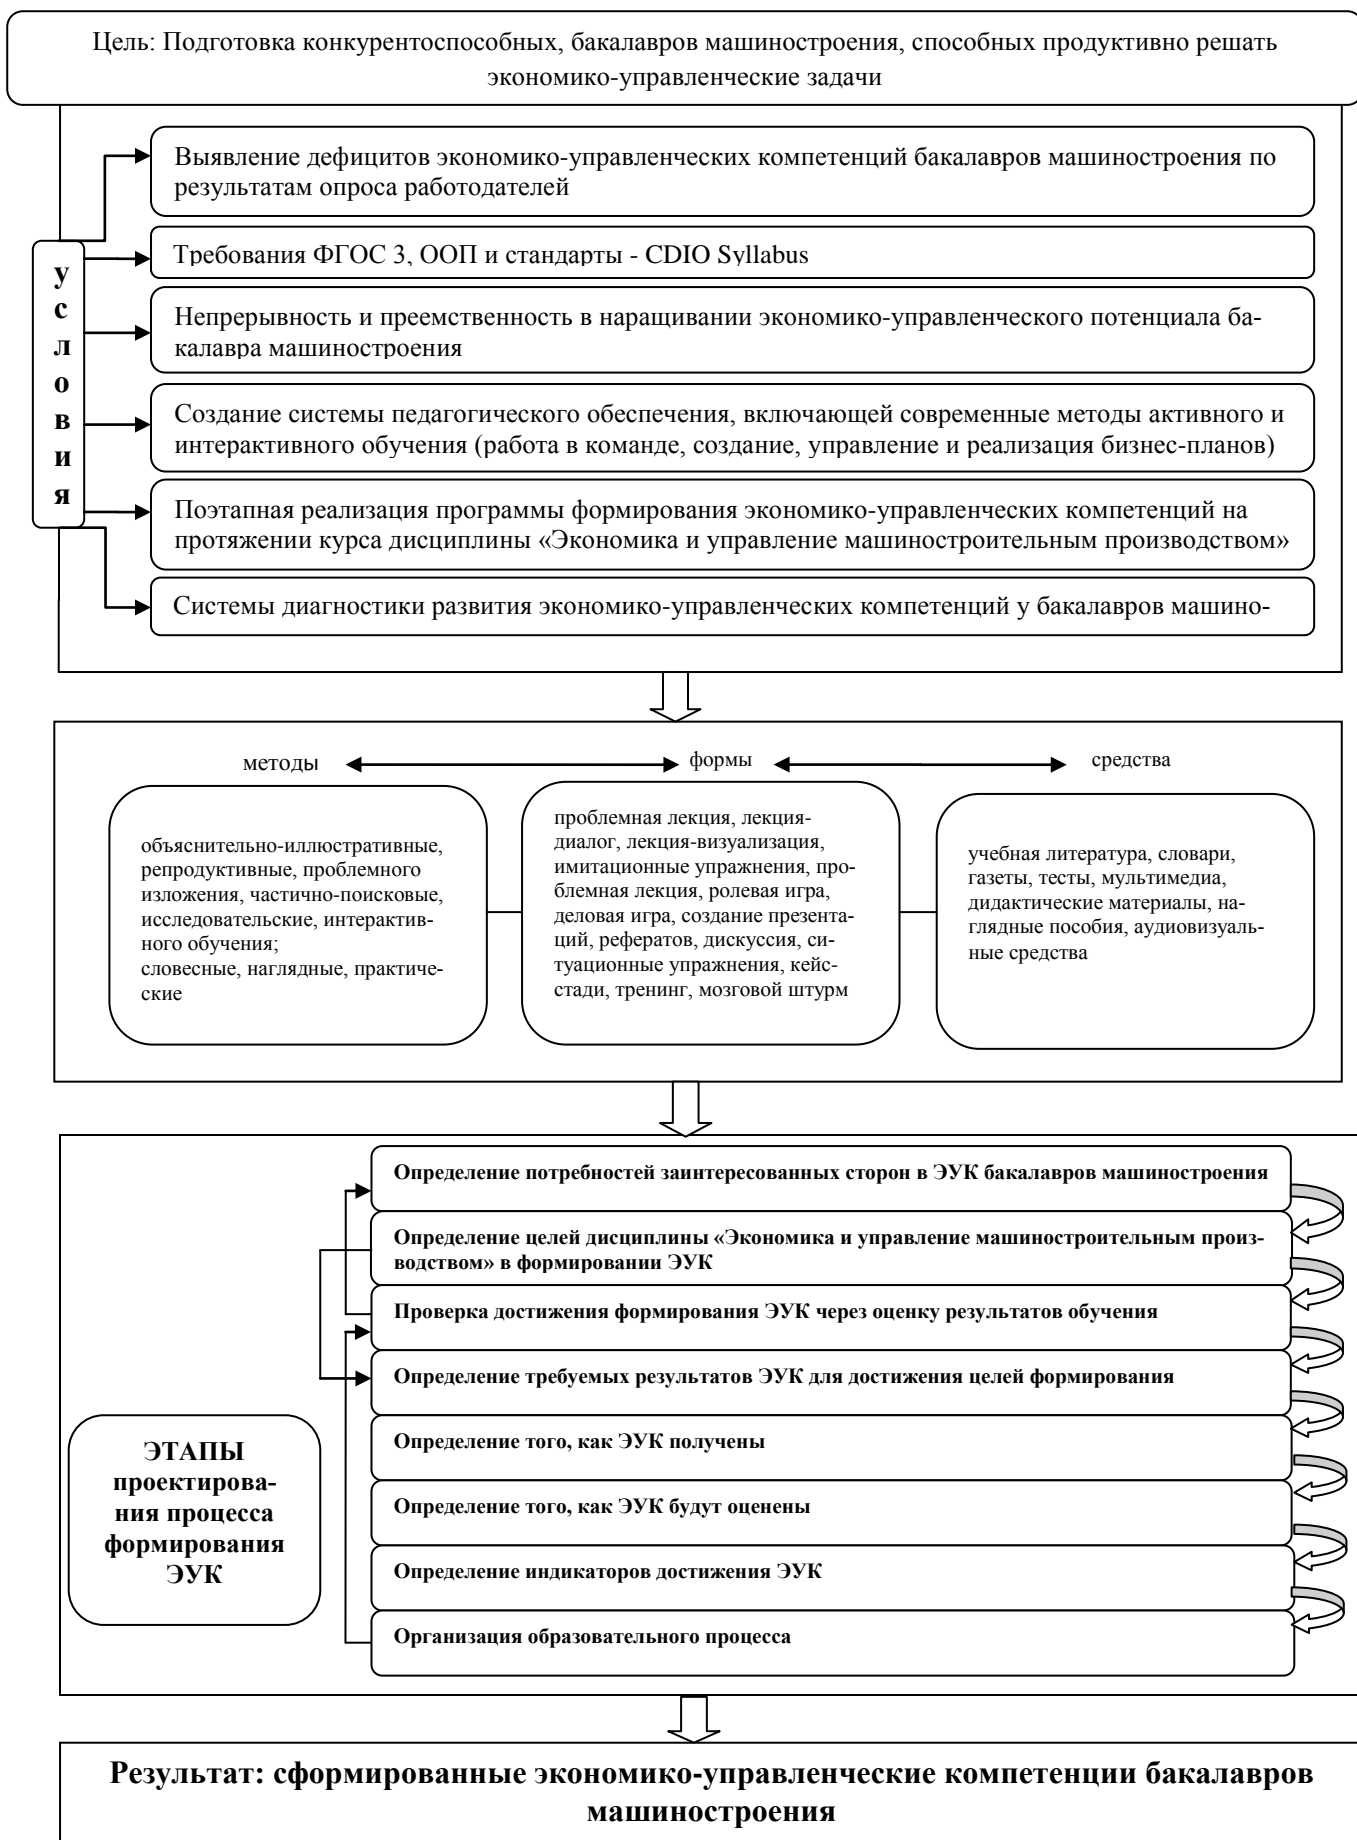 Цель: Подготовка конкурентоспособных, бакалавров машиностроения, способных продуктивно решать
экономико-управленческие задачи
условия
Выявление дефицитов экономико-управленческих компетенций бакалавров машиностроения по
результатам опроса работодателей
Требования ФГОС 3, ООП и стандарты - CDIO Syllabus
Непрерывность и преемственность в наращивании экономико-управленческого потенциала ба-
калавра машиностроения
Создание системы педагогического обеспечения, включающей современные методы активного и
интерактивного обучения (работа в команде, создание, управление и реализация бизнес-планов)
Поэтапная реализация программы формирования экономико-управленческих компетенций на
протяжении курса дисциплины «Экономика и управление машиностроительным производством»
Системы диагностики развития экономико-управленческих компетенций у бакалавров машино-
методы
формы
средства
объяснительно-иллюстративные,
репродуктивные, проблемного
изложения, частично-поисковые,
исследовательские, интерактив-
ного обучения;
словесные, наглядные, практиче-
ские
проблемная лекция, лекция-
диалог, лекция-визуализация,
имитационные упражнения, про-
блемная лекция, ролевая игра,
деловая игра, создание презента-
ций, рефератов, дискуссия, си-
туационные упражнения, кейс-
стади, тренинг, мозговой штурм
учебная литература, словари,
газеты, тесты, мультимедиа,
дидактические материалы, на-
глядные пособия, аудиовизуаль-
ные средства
Определение потребностей заинтересованных сторон в ЭУК бакалавров машиностроения
Определение целей дисциплины «Экономика и управление машиностроительным произ-
водством» в формировании ЭУК
Проверка достижения формирования ЭУК через оценку результатов обучения
Определение требуемых результатов ЭУК для достижения целей формирования
Определение того, как ЭУК получены
Определение того, как ЭУК будут оценены
Определение индикаторов достижения ЭУК
Организация образовательного процесса
ЭТАПЫ
проектирова-
ния процесса
формирования
ЭУК
Результат: сформированные экономико-управленческие компетенции бакалавров
машиностроения